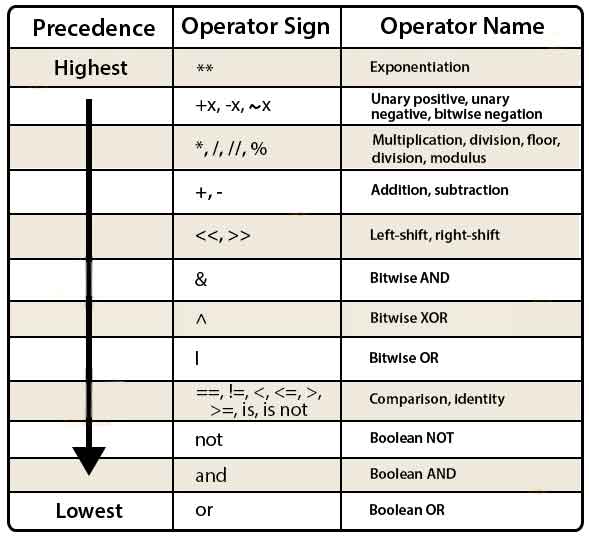 Precedence Operator Sign Operator Name
Highest ** Exponentiation
+x, -x, ~x Unary positive, unary
negative, bitwise negation
*, /, //, % Multiplication, division, floor,
division, modulus
+, - Addition, subtraction
<<, >> Left-shift, right-shift
& Bitwise AND
^ Bitwise XOR
| Bitwise OR
==, !=, <, <=, >,
>=, is, is not Comparison, identity
not Boolean NOT
and Boolean AND
Lowest or Boolean OR